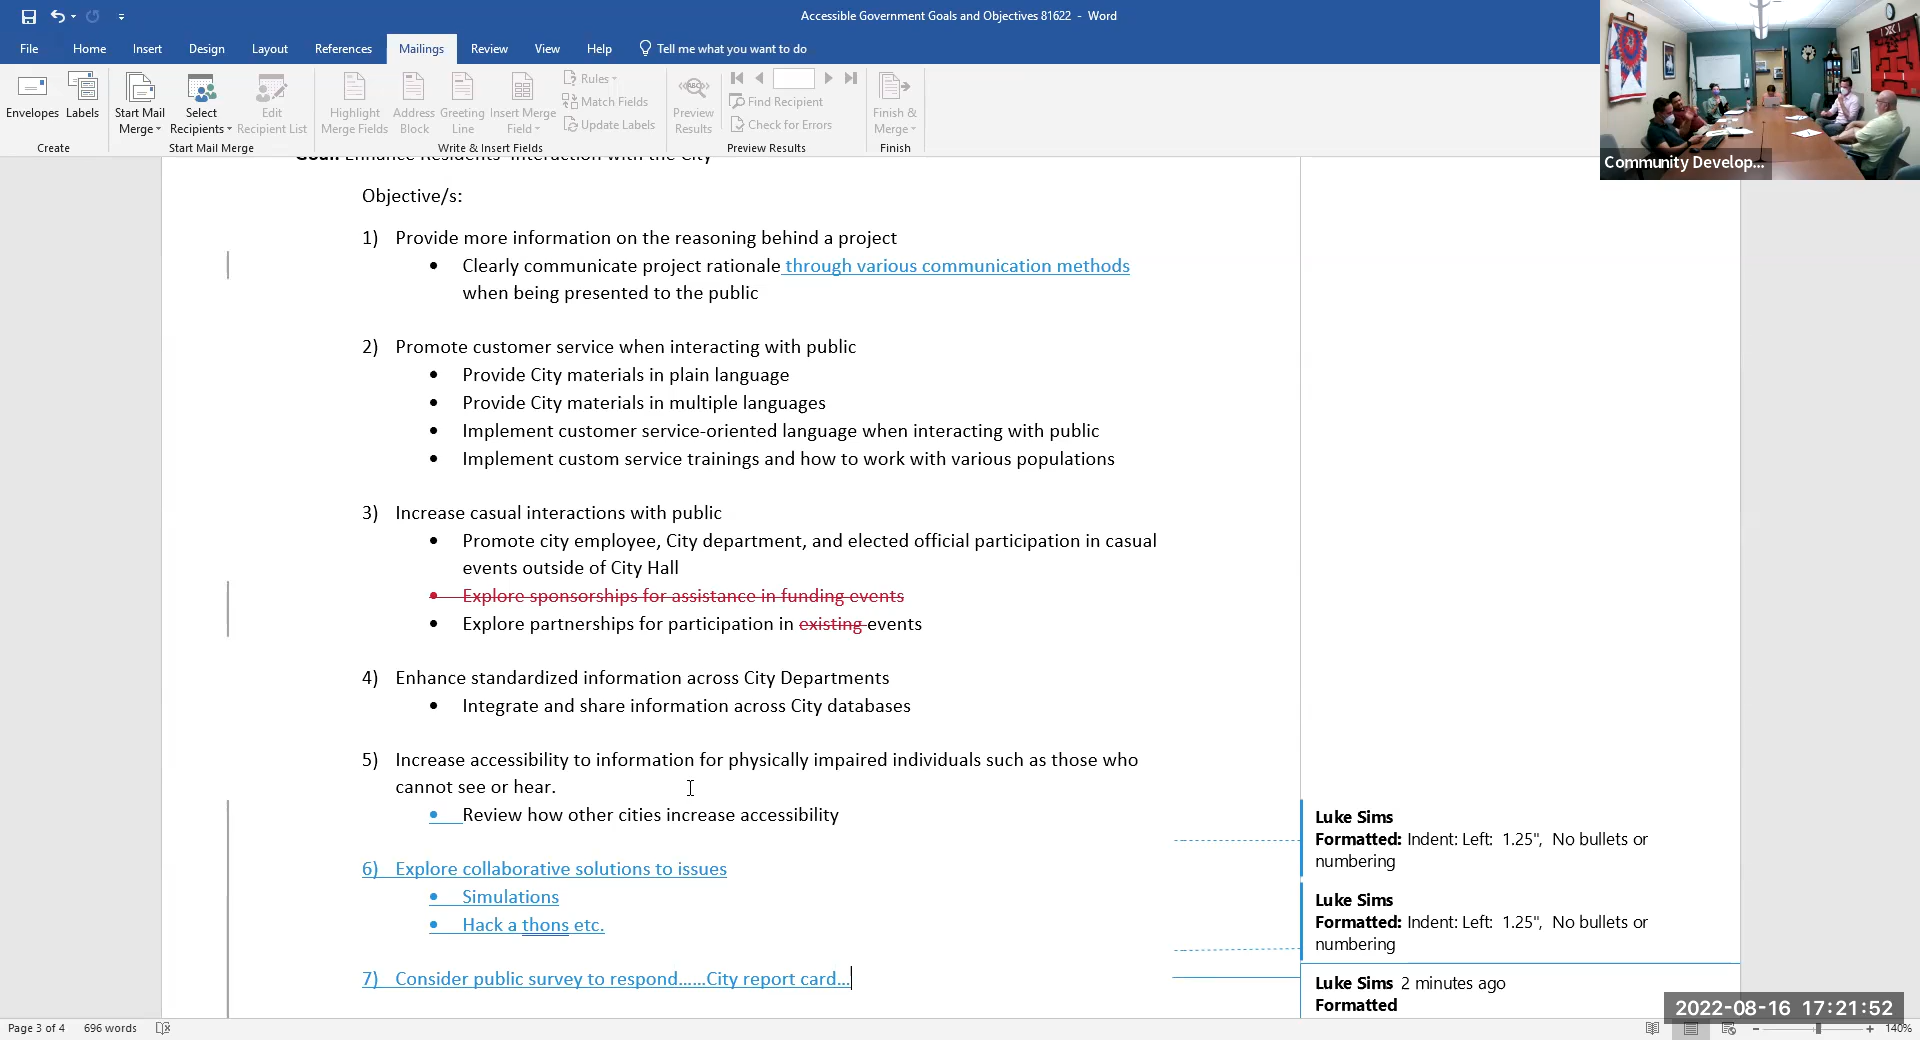 Accessible Government Goals and Objectives 81622 - Word
File Home Insert Design Layout References Mailings Review View Help Tell me what you want to do
Envelopes Labels
Create
Start Mail Merge
Select Recipients
Edit Recipient List
Start Mail Merge
Highlight Merge Fields
Address Block
Greeting Line
Insert Merge Field
Rules
Match Fields
Update Labels
Write & Insert Fields
ABC
Preview Results
Find Recipient
Check for Errors
Preview Results
Finish & Merge
Finish
Community Develop...
Goal: Enhance Residents' Interaction with the City
Objective/s:
1) Provide more information on the reasoning behind a project
• Clearly communicate project rationale through various communication methods
when being presented to the public
2) Promote customer service when interacting with public
• Provide City materials in plain language
• Provide City materials in multiple languages
• Implement customer service-oriented language when interacting with public
• Implement custom service trainings and how to work with various populations
3) Increase casual interactions with public
• Promote city employee, City department, and elected official participation in casual
events outside of City Hall
• Explore sponsorships for assistance in funding events
• Explore partnerships for participation in existing events
4) Enhance standardized information across City Departments
• Integrate and share information across City databases
5) Increase accessibility to information for physically impaired individuals such as those who
cannot see or hear.
• Review how other cities increase accessibility
6) Explore collaborative solutions to issues
• Simulations
• Hack a thons etc.
7) Consider public survey to respond......City report card...
Luke Sims
Formatted: Indent: Left: 1.25", No bullets or
numbering
Luke Sims
Formatted: Indent: Left: 1.25", No bullets or
numbering
Luke Sims 2 minutes ago
Formatted
2022-08-16 17:21:52
Page 3 of 4 696 words
140%